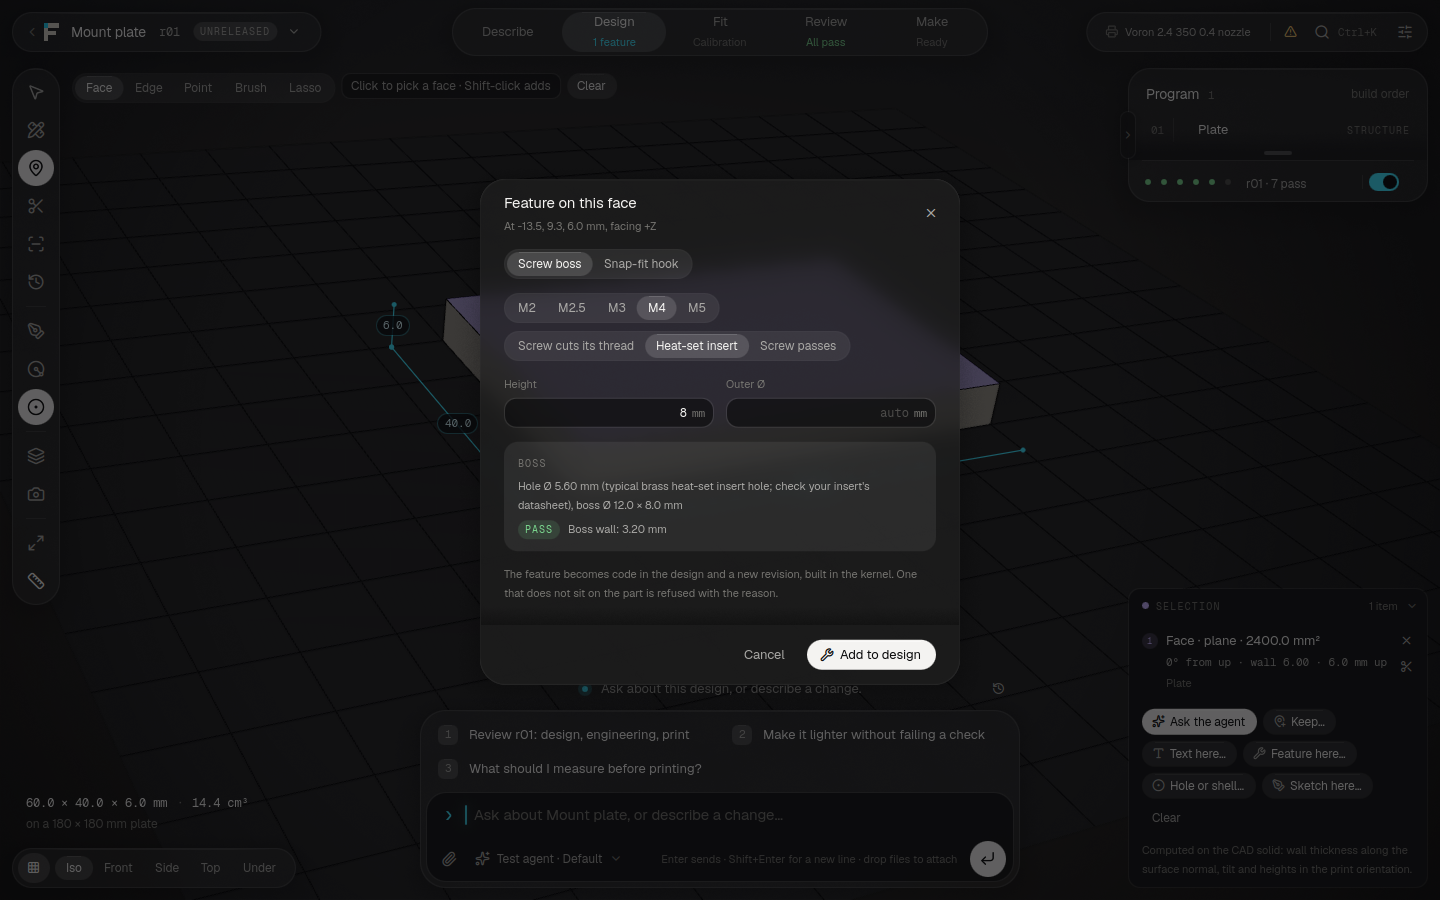 Mount plate r01 UNRELEASED
Describe
Design
1 feature
Fit
Calibration
Review
All pass
Make
Ready
Voron 2.4 350 0.4 nozzle
Ctrl+K
Face Edge Point Brush Lasso
Click to pick a face · Shift-click adds
Clear
Program 1 build order
01 Plate STRUCTURE
r01 · 7 pass
6.0
40.0
Feature on this face
At -13.5, 9.3, 6.0 mm, facing +Z
Screw boss Snap-fit hook
M2 M2.5 M3 M4 M5
Screw cuts its thread Heat-set insert Screw passes
Height Outer Ø
8 mm auto mm
BOSS
Hole Ø 5.60 mm (typical brass heat-set insert hole; check your insert's
datasheet), boss Ø 12.0 × 8.0 mm
PASS Boss wall: 3.20 mm
The feature becomes code in the design and a new revision, built in the kernel. One
that does not sit on the part is refused with the reason.
Cancel Add to design
Ask about this design, or describe a change.
1 Review r01: design, engineering, print
2 Make it lighter without failing a check
3 What should I measure before printing?
Ask about Mount plate, or describe a change...
Test agent · Default
Enter sends · Shift+Enter for a new line · drop files to attach
SELECTION 1 item
1 Face · plane · 2400.0 mm²
0° from up · wall 6.00 · 6.0 mm up
Plate
Ask the agent Keep...
Text here... Feature here...
Hole or shell... Sketch here...
Clear
Computed on the CAD solid: wall thickness along the
surface normal, tilt and heights in the print orientation.
60.0 × 40.0 × 6.0 mm · 14.4 cm³
on a 180 × 180 mm plate
Iso Front Side Top Under